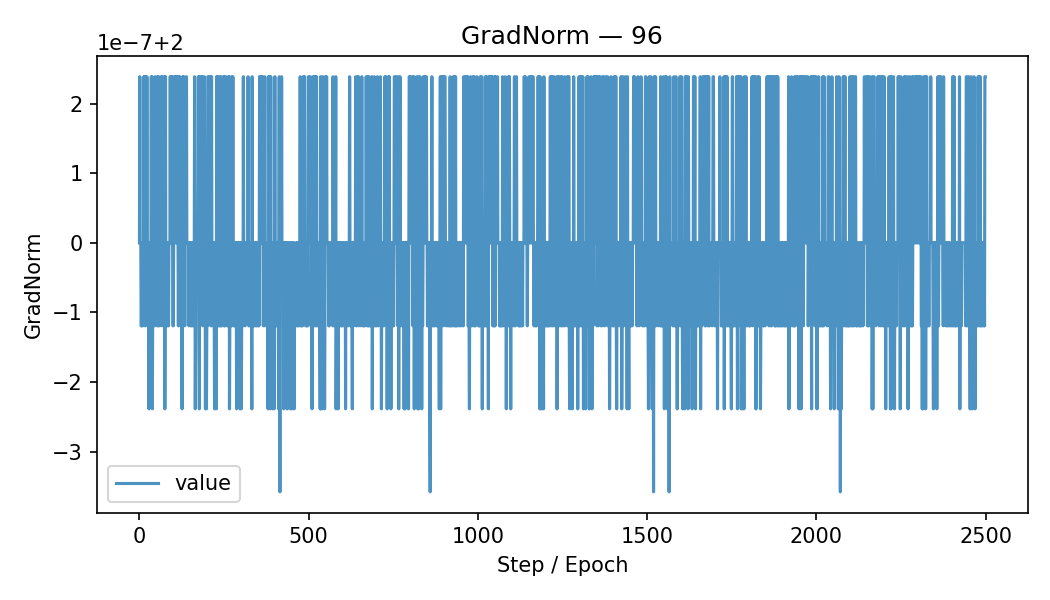 GradNorm — 96
1e−7+2
GradNorm
2
1
0
−1
−2
−3
value
0
500
1000
1500
2000
2500
Step / Epoch